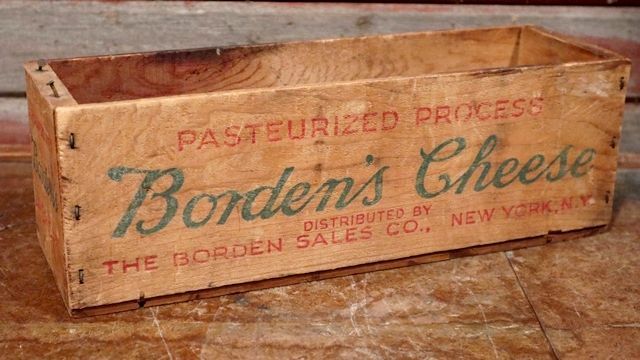 PASTEURIZED PROCESS
Borden's Cheese
DISTRIBUTED BY
THE BORDEN SALES CO., NEW YORK, N.Y.